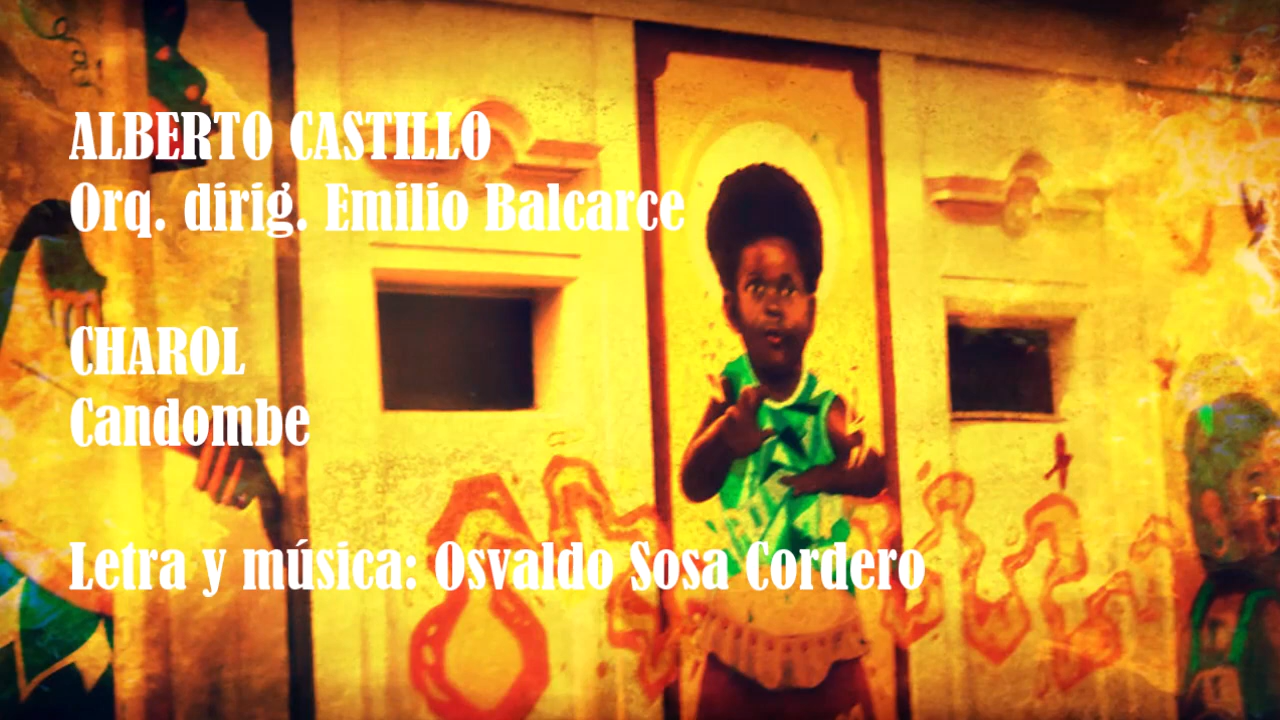 ALBERTO CASTILLO
Orq. dirig. Emilio Balcarce
CHAROL
Candombe
Letra y música: Osvaldo Sosa Cordero